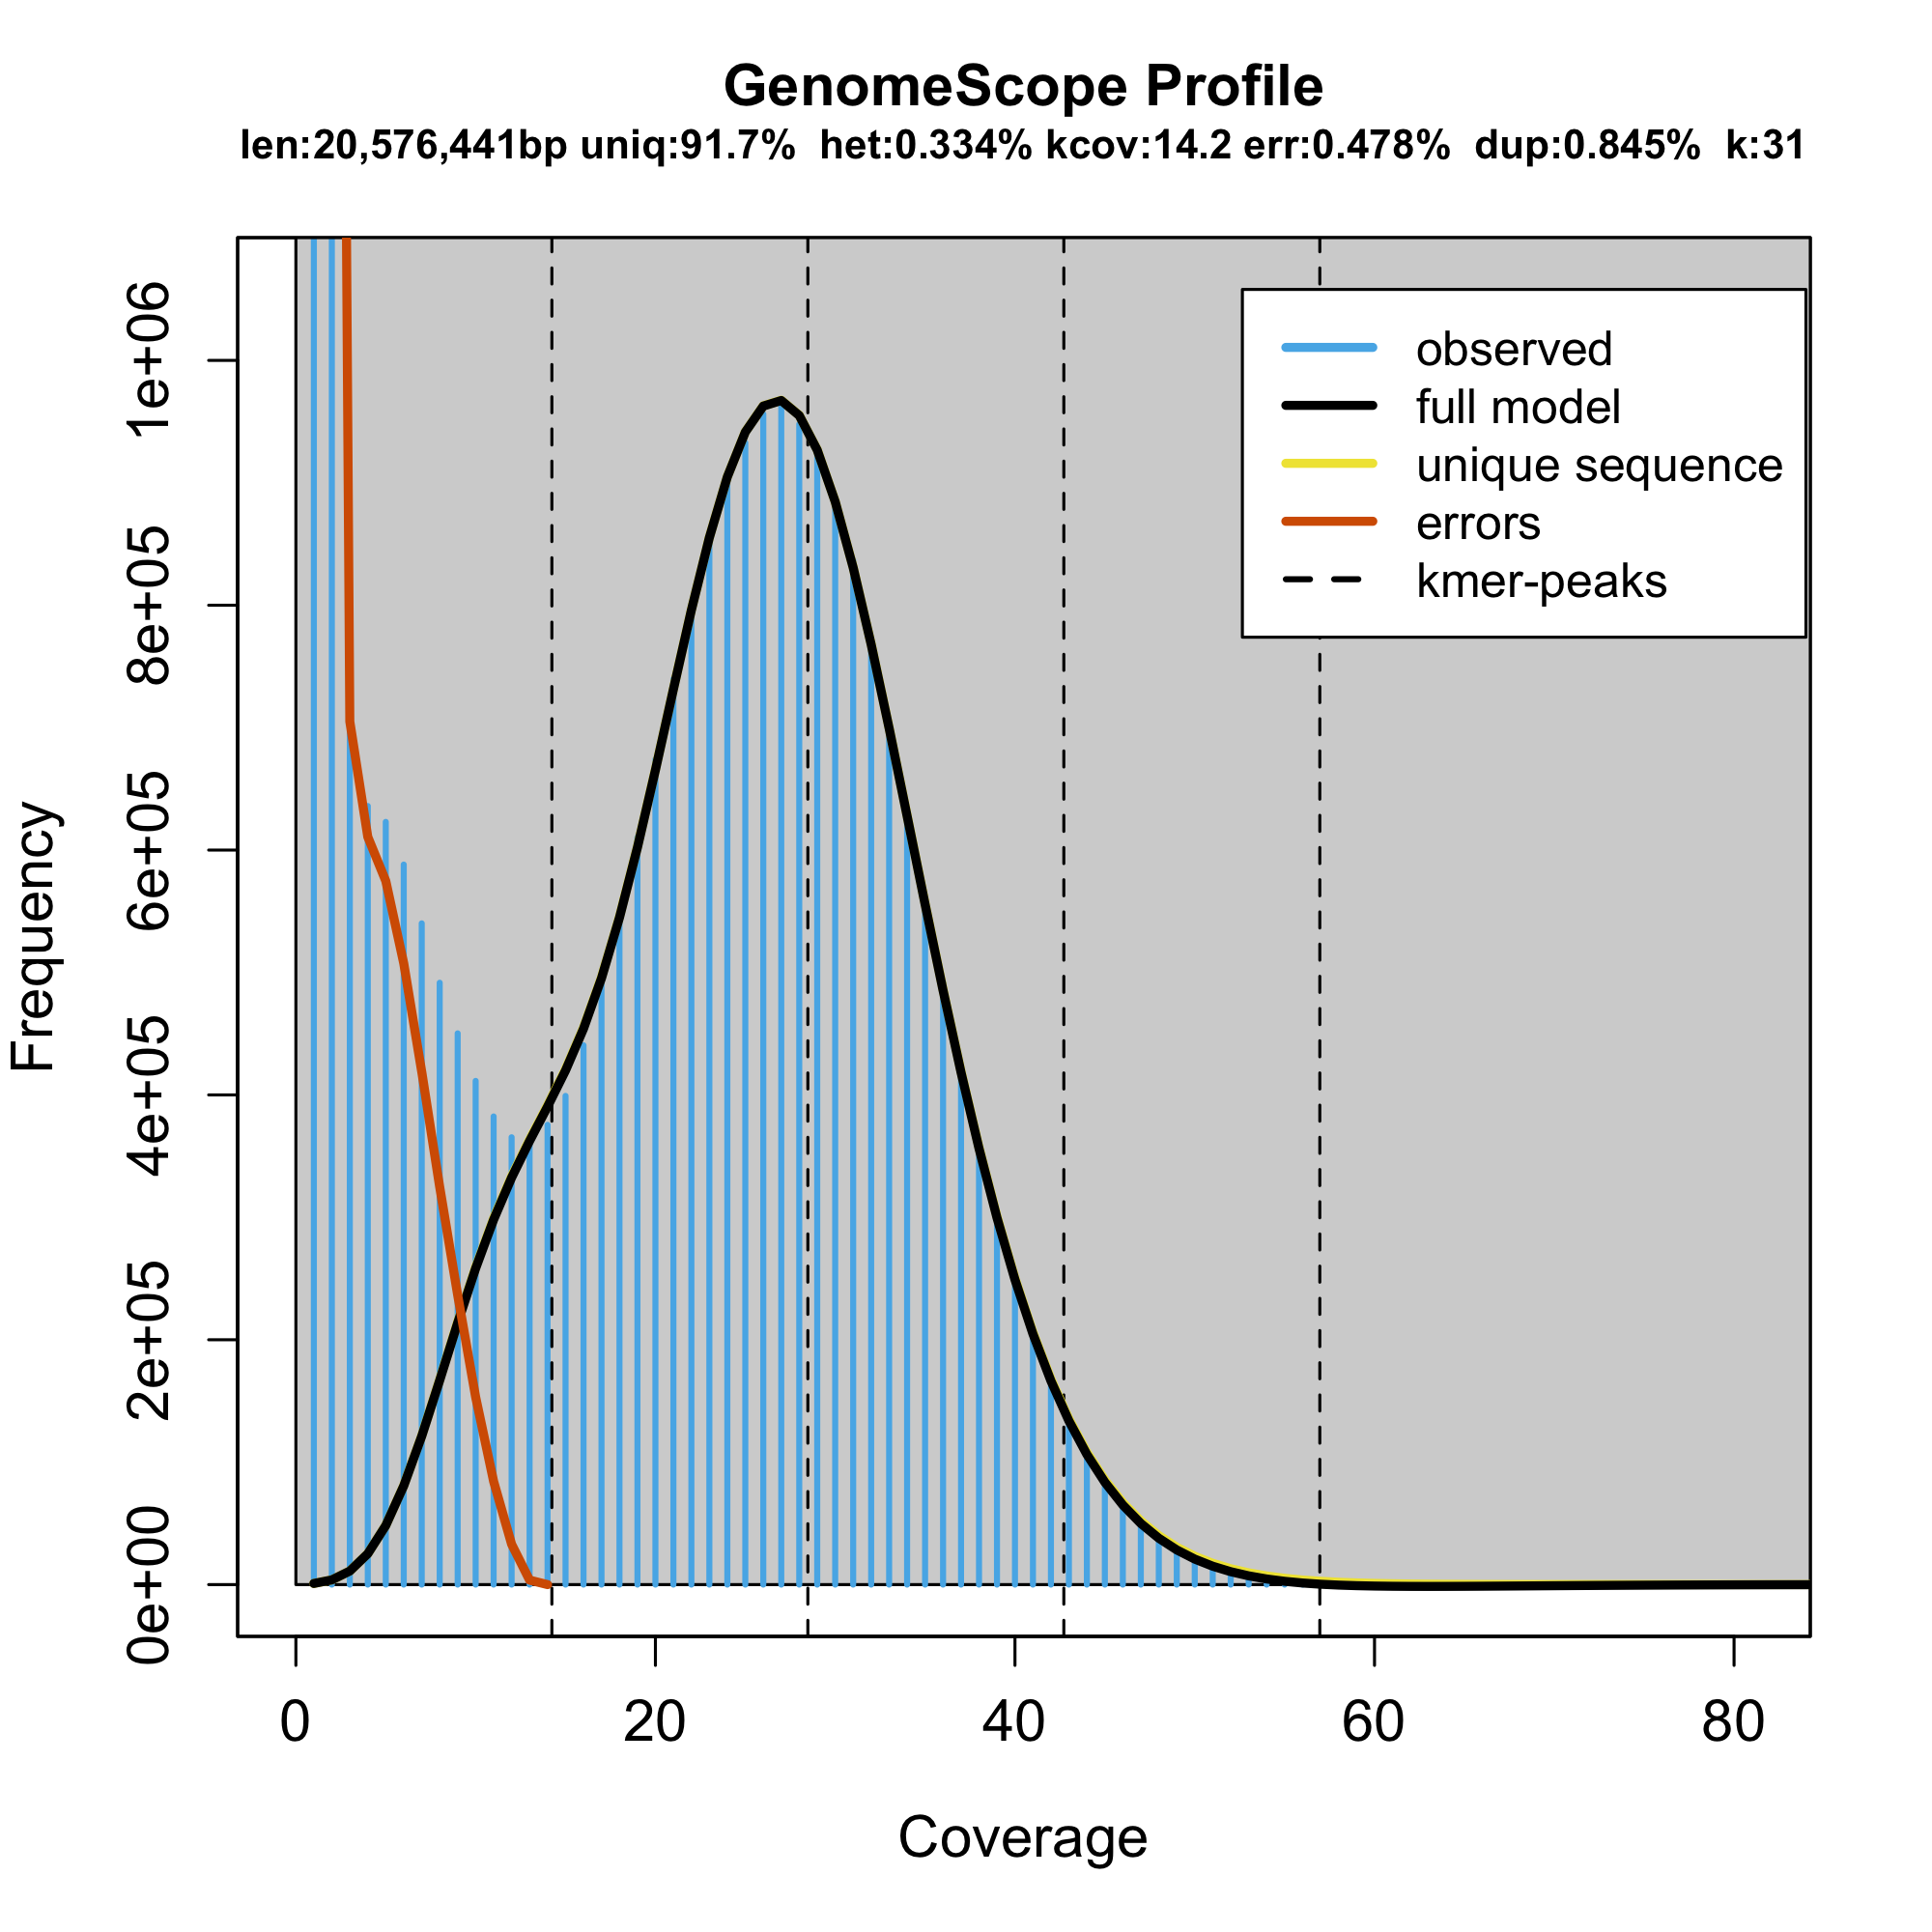 GenomeScope Profile
len:20,576,441bp uniq:91.7% het:0.334% kcov:14.2 err:0.478% dup:0.845% k:31
observed
full model
unique sequence
errors
kmer-peaks
Frequency
1e+06
8e+05
6e+05
4e+05
2e+05
0e+00
0 20 40 60 80
Coverage